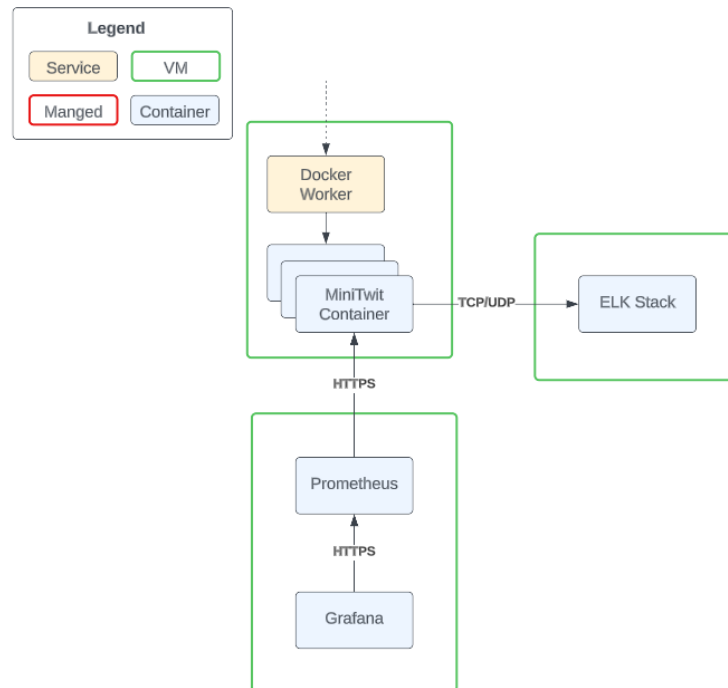 Legend
Service
VM
Manged
Container
Docker
Worker
MiniTwit
Container
TCP/UDP
ELK Stack
HTTPS
Prometheus
HTTPS
Grafana